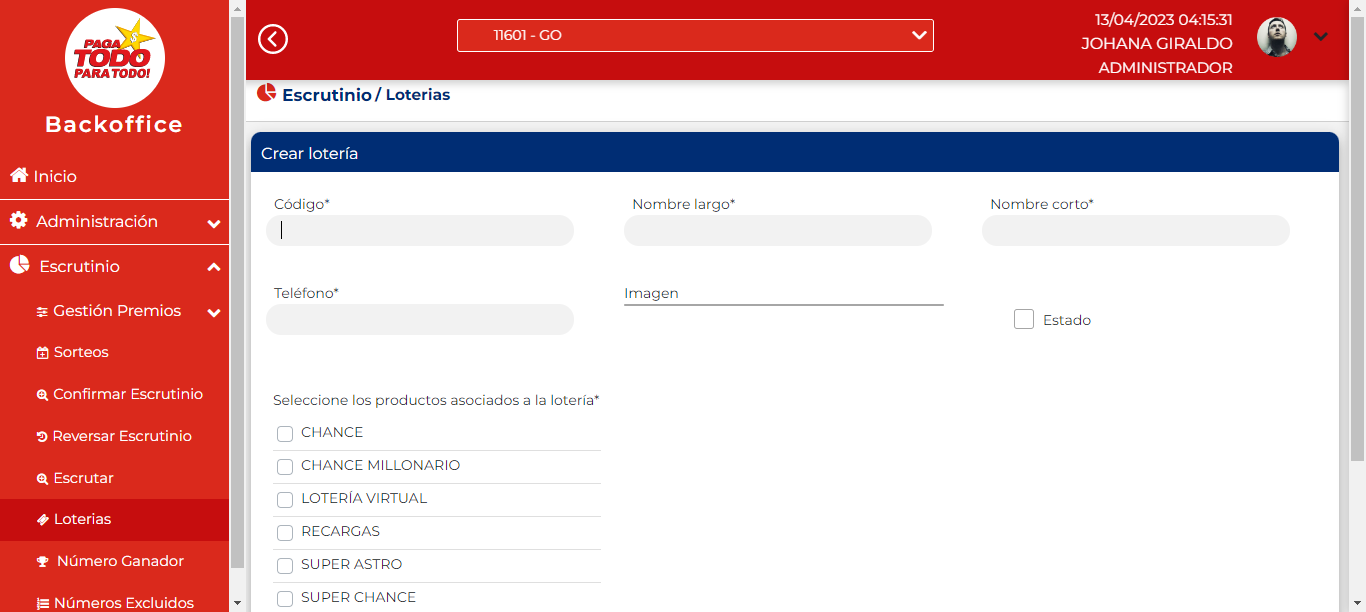 PAGA
TODO
PARA TODO!
Backoffice
Inicio
Administración
Escrutinio
Gestión Premios
Sorteos
Confirmar Escrutinio
Reversar Escrutinio
Escrutar
Loterias
Número Ganador
Números Excluidos
11601 - GO
13/04/2023 04:15:31
JOHANA GIRALDO
ADMINISTRADOR
Escrutinio / Loterias
Crear lotería
Código*
Nombre largo*
Nombre corto*
Teléfono*
Imagen
Estado
Seleccione los productos asociados a la lotería*
CHANCE
CHANCE MILLONARIO
LOTERÍA VIRTUAL
RECARGAS
SUPER ASTRO
SUPER CHANCE